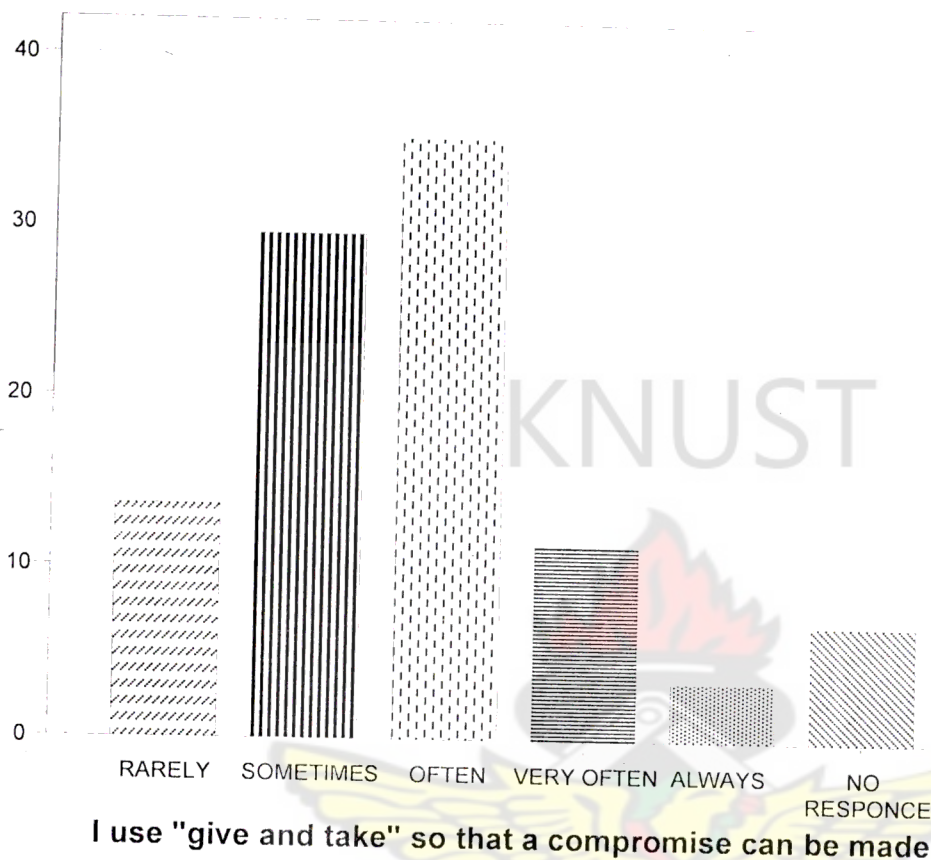 40
30
20
10
0
KNUST
RARELY SOMETIMES OFTEN VERY OFTEN ALWAYS NO
RESPONCE
I use "give and take" so that a compromise can be made